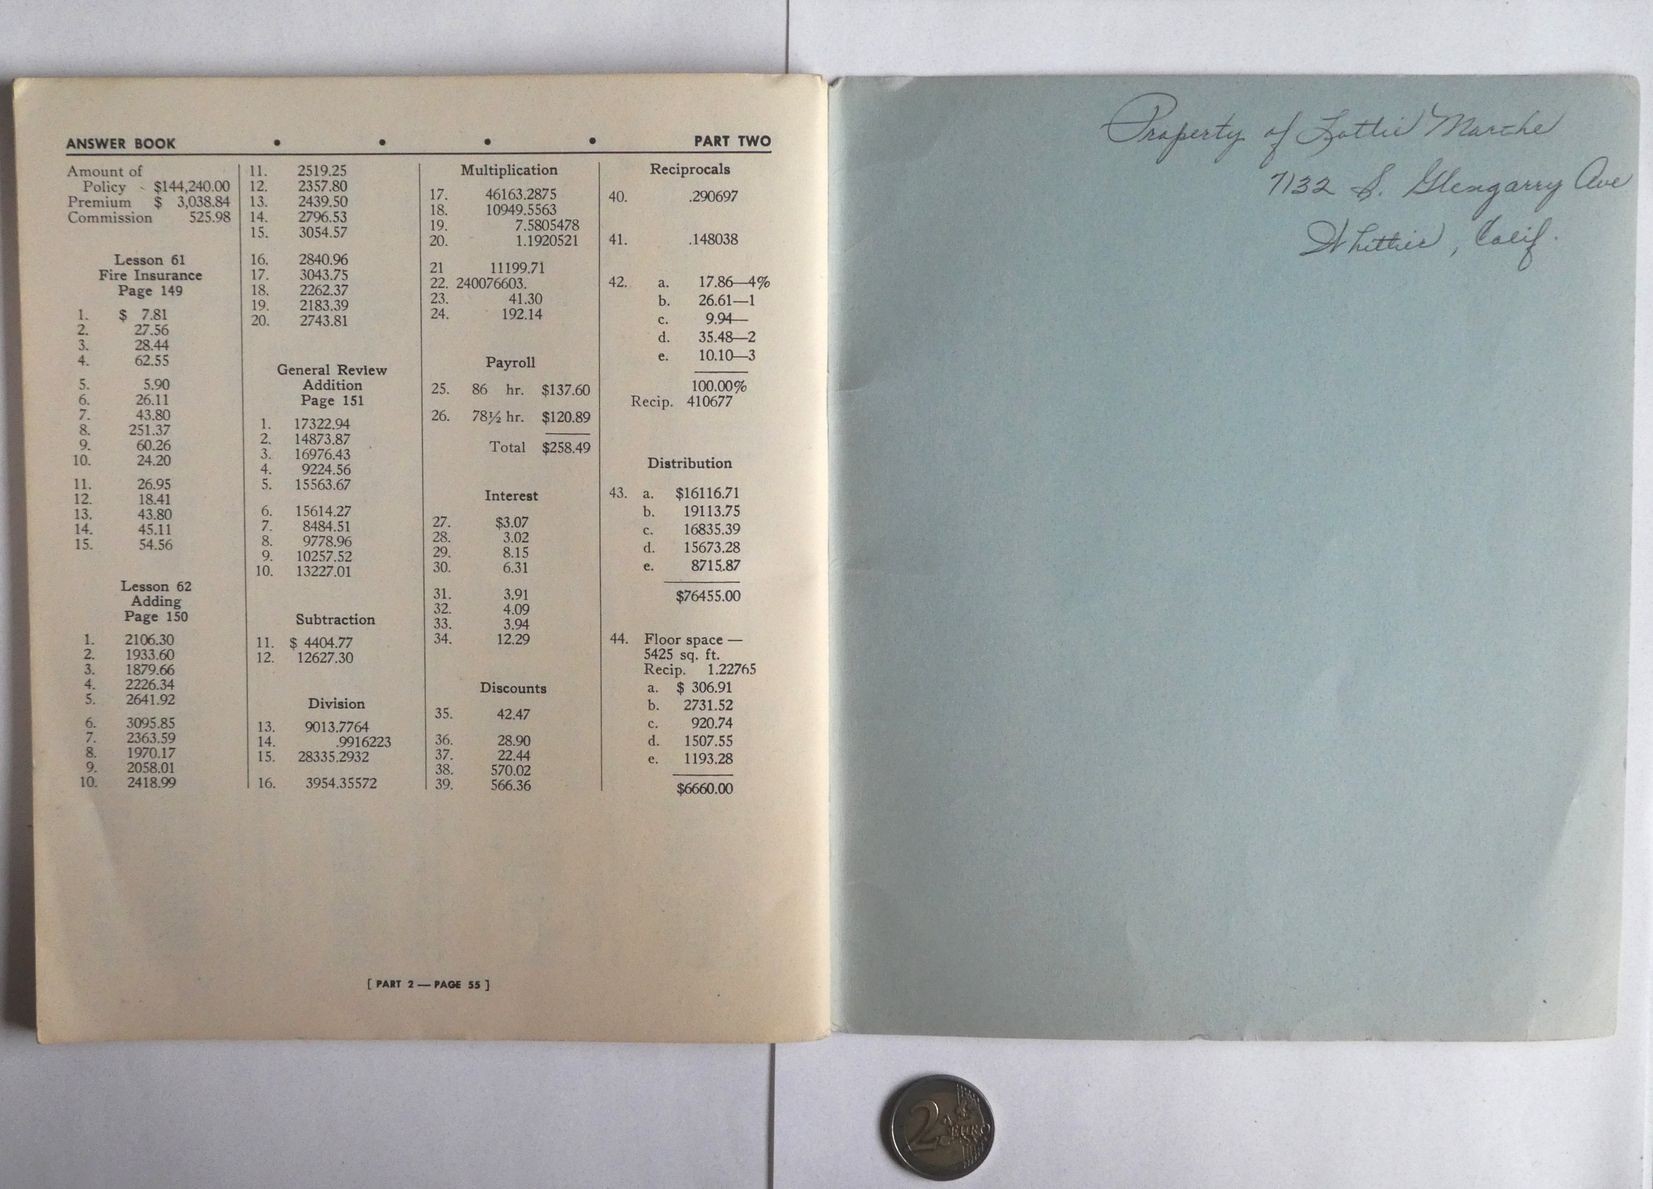 ANSWER BOOK • • • • PART TWO
Amount of
Policy - $144,240.00
Premium $ 3,038.84
Commission 525.98
Lesson 61
Fire Insurance
Page 149
1. $ 7.81
2. 27.56
3. 28.44
4. 62.55
5. 5.90
6. 26.11
7. 43.80
8. 251.37
9. 60.26
10. 24.20
11. 26.95
12. 18.41
13. 43.80
14. 45.11
15. 54.56
Lesson 62
Adding
Page 150
1. 2106.30
2. 1933.60
3. 1879.66
4. 2226.34
5. 2641.92
6. 3095.85
7. 2363.59
8. 1970.17
9. 2058.01
10. 2418.99
11. 2519.25
12. 2357.80
13. 2439.50
14. 2796.53
15. 3054.57
16. 2840.96
17. 3043.75
18. 2262.37
19. 2183.39
20. 2743.81
General Review
Addition
Page 151
1. 17322.94
2. 14873.87
3. 16976.43
4. 9224.56
5. 15563.67
6. 15614.27
7. 8484.51
8. 9778.96
9. 10257.52
10. 13227.01
Subtraction
11. $ 4404.77
12. 12627.30
Division
13. 9013.7764
14. .9916223
15. 28335.2932
16. 3954.35572
Multiplication
17. 46163.2875
18. 10949.5563
19. 7.5805478
20. 1.1920521
21 11199.71
22. 240076603.
23. 41.30
24. 192.14
Payroll
25. 86 hr. $137.60
26. 78½ hr. $120.89
Total $258.49
Interest
27. $3.07
28. 3.02
29. 8.15
30. 6.31
31. 3.91
32. 4.09
33. 3.94
34. 12.29
Discounts
35. 42.47
36. 28.90
37. 22.44
38. 570.02
39. 566.36
Reciprocals
40. .290697
41. .148038
42. a. 17.86—4%
b. 26.61—1
c. 9.94—
d. 35.48—2
e. 10.10—3
100.00%
Recip. 410677
Distribution
43. a. $16116.71
b. 19113.75
c. 16835.39
d. 15673.28
e. 8715.87
$76455.00
44. Floor space —
5425 sq. ft.
Recip. 1.22765
a. $ 306.91
b. 2731.52
c. 920.74
d. 1507.55
e. 1193.28
$6660.00
[ PART 2 — PAGE 55 ]
Property of Lottie Marche
7132 S. Glengarry Ave
Whittier, Calif.
2 EURO